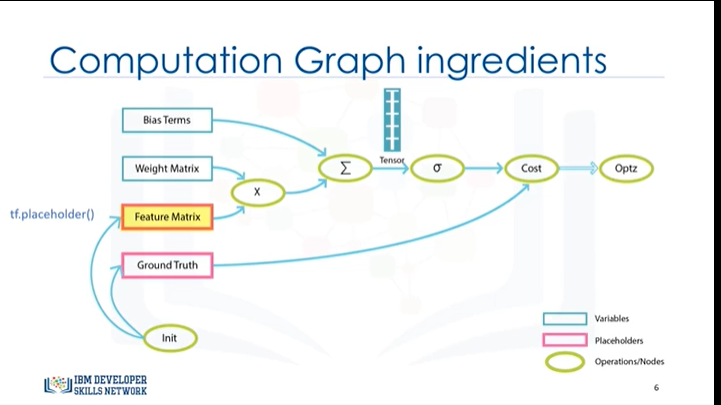 Computation Graph ingredients
Bias Terms
Weight Matrix
X
Σ
Tensor
σ
Cost
Optz
tf.placeholder()
Feature Matrix
Ground Truth
Init
Variables
Placeholders
Operations/Nodes
IBM DEVELOPER
SKILLS NETWORK
6